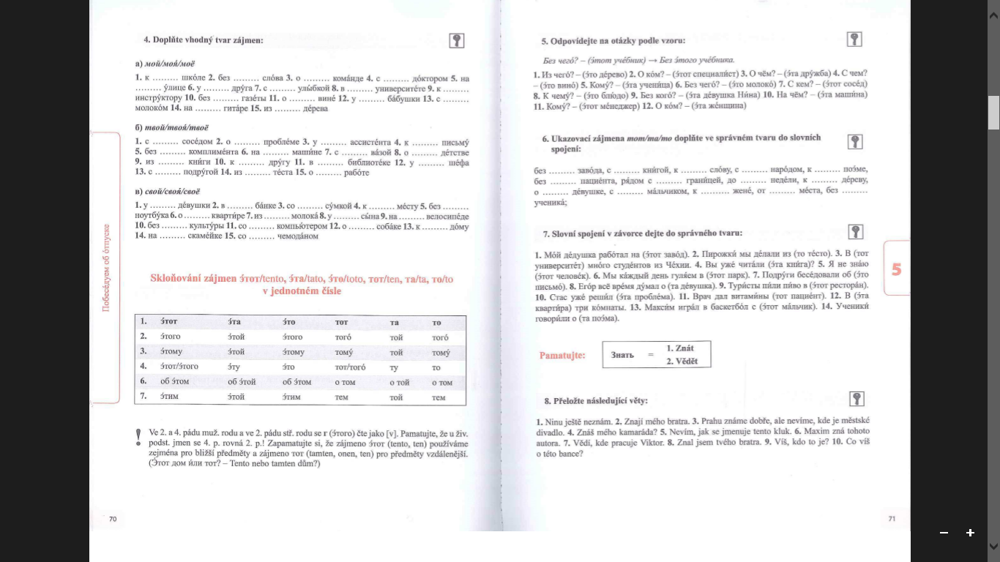 4. Doplňte vhodný tvar zájmen:
а) мой/моя́/моё
1. к ......... шко́ле 2. без ......... сло́ва 3. о ......... кома́нде 4. с ......... до́ктором 5. на
......... у́лице 6. у ......... дру́га 7. с ......... улы́бкой 8. в ......... университе́те 9. к .........
инстру́ктору 10. без ......... газе́ты 11. о ......... вине́ 12. у ......... ба́бушки 13. с .........
молоко́м 14. на ......... гита́ре 15. из ......... де́рева
б) твой/твоя́/твоё
1. с ......... сосе́дом 2. о ......... пробле́ме 3. у ......... ассисте́нта 4. к ......... письму́
5. без ......... комплиме́нта 6. на ......... маши́не 7. с ......... ва́зой 8. о ......... де́тстве
9. из ......... кни́ги 10. к ......... дру́гу 11. в ......... библиоте́ке 12. у ......... ше́фа
13. с ......... подру́гой 14. из ......... те́ста 15. о ......... рабо́те
в) свой/своя́/своё
1. у ......... де́вушки 2. в ......... ба́нке 3. со ......... су́мкой 4. к ......... ме́сту 5. без .........
ноутбу́ка 6. о ......... кварти́ре 7. из ......... молока́ 8. у ......... сы́на 9. на ......... велосипе́де
10. без ......... культу́ры 11. со ......... компью́тером 12. о ......... соба́ке 13. к ......... до́му
14. на ......... скаме́йке 15. со ......... чемода́ном
Побесе́дуем об о́тпуске
Skloňování zájmen э́тот/tento, э́та/tato, э́то/toto, тот/ten, та/ta, то/to
v jednotném čísle
1. э́тот э́та э́то тот та то
2. э́того э́той э́того того́ той того́
3. э́тому э́той э́тому тому́ той тому́
4. э́тот/э́того э́ту э́то тот/того́ ту то
6. об э́том об э́той об э́том о том о той о том
7. э́тим э́той э́тим тем той тем
! Ve 2. a 4. pádu muž. rodu a ve 2. pádu stř. rodu se г (э́того) čte jako [v]. Pamatujte, že u živ.
podst. jmen se 4. p. rovná 2. p.! Zapamatujte si, že zájmeno э́тот (tento, ten) používáme
zejména pro bližší předměty a zájmeno тот (tamten, onen, ten) pro předměty vzdálenější.
(Э́тот дом и́ли тот? – Tento nebo tamten dům?)
70
5. Odpovídejte na otázky podle vzoru:
Без чего́? – (э́тот уче́бник) → Без э́того уче́бника.
1. Из чего́? – (э́то де́рево) 2. О ко́м? – (э́тот специали́ст) 3. О чём? – (э́та дру́жба) 4. С чем?
– (э́то вино́) 5. Кому́? – (э́та учени́ца) 6. Без чего́? – (э́то молоко́) 7. С кем? – (э́тот сосе́д)
8. К чему́? – (э́то блю́до) 9. Без кого́? – (э́та де́вушка Ни́на) 10. На чём? – (э́та маши́на)
11. Кому́? – (э́тот ме́неджер) 12. О ко́м? – (э́та же́нщина)
6. Ukazovací zájmena тот/та/то doplňte ve správném tvaru do slovních
spojení:
без ......... заво́да, с ......... кни́гой, к ......... сло́ву, с ......... наро́дом, к ......... поэ́ме,
без ......... пацие́нта, ря́дом с ......... грани́цей, до ......... неде́ли, к ......... де́реву,
о ......... де́вушке, с ......... ма́льчиком, к ......... жене́, от ......... ме́ста, без .........
ученика́;
7. Slovní spojení v závorce dejte do správného tvaru:
1. Мо́й де́душка рабо́тал на (э́тот заво́д). 2. Пирожки́ мы де́лали из (то те́сто). 3. В (тот
университе́т) мно́го студе́нтов из Че́хии. 4. Вы уже́ чита́ли (э́та кни́га)? 5. Я не зна́ю
(э́тот челове́к). 6. Мы ка́ждый день гуля́ем в (э́тот парк). 7. Подру́ги бесе́довали об (э́то
письмо́). 8. Его́р всё вре́мя ду́мал о (та де́вушка). 9. Тури́сты пи́ли пи́во в (э́тот рестора́н).
10. Стас уже́ реши́л (э́та пробле́ма). 11. Врач дал витами́ны (тот пацие́нт). 12. В (э́та
кварти́ра) три ко́мнаты. 13. Макси́м игра́л в баскетбо́л с (э́тот ма́льчик). 14. Ученики́
говори́ли о (та поэ́ма).
5
Pamatujte: Знать = 1. Znát
2. Vědět
8. Přeložte následující věty:
1. Ninu ještě neznám. 2. Znají mého bratra. 3. Prahu známe dobře, ale nevíme, kde je městské
divadlo. 4. Znáš mého kamaráda? 5. Nevím, jak se jmenuje tento kluk. 6. Maxim zná tohoto
autora. 7. Vědí, kde pracuje Viktor. 8. Znal jsem tvého bratra. 9. Víš, kdo to je? 10. Co víš
o této bance?
71